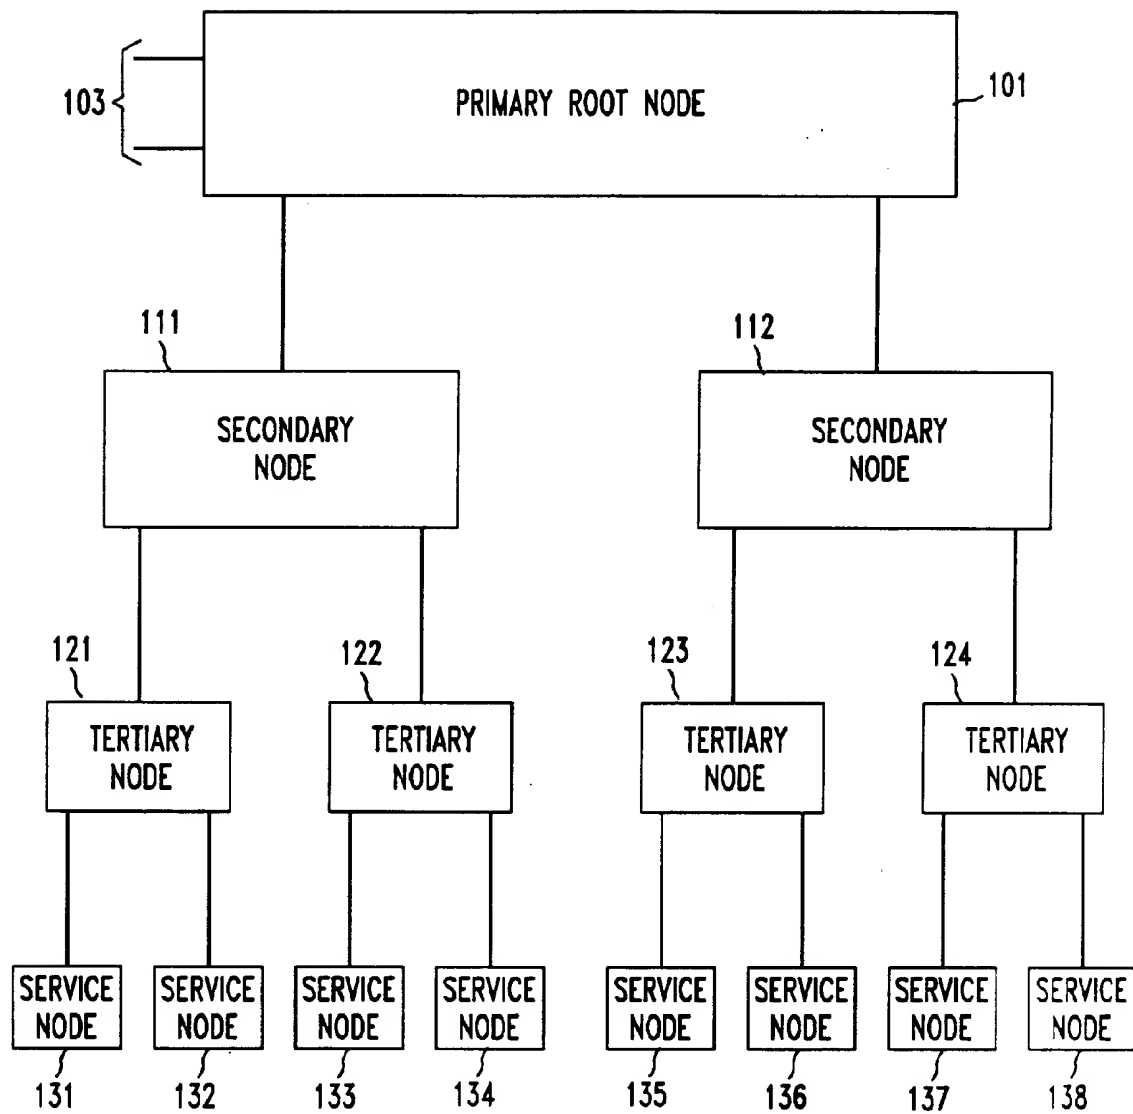 PRIMARY ROOT NODE
101
103
111
112
SECONDARY
NODE
SECONDARY
NODE
121
122
123
124
TERTIARY
NODE
TERTIARY
NODE
TERTIARY
NODE
TERTIARY
NODE
SERVICE
NODE
SERVICE
NODE
SERVICE
NODE
SERVICE
NODE
SERVICE
NODE
SERVICE
NODE
SERVICE
NODE
SERVICE
NODE
131
132
133
134
135
136
137
138